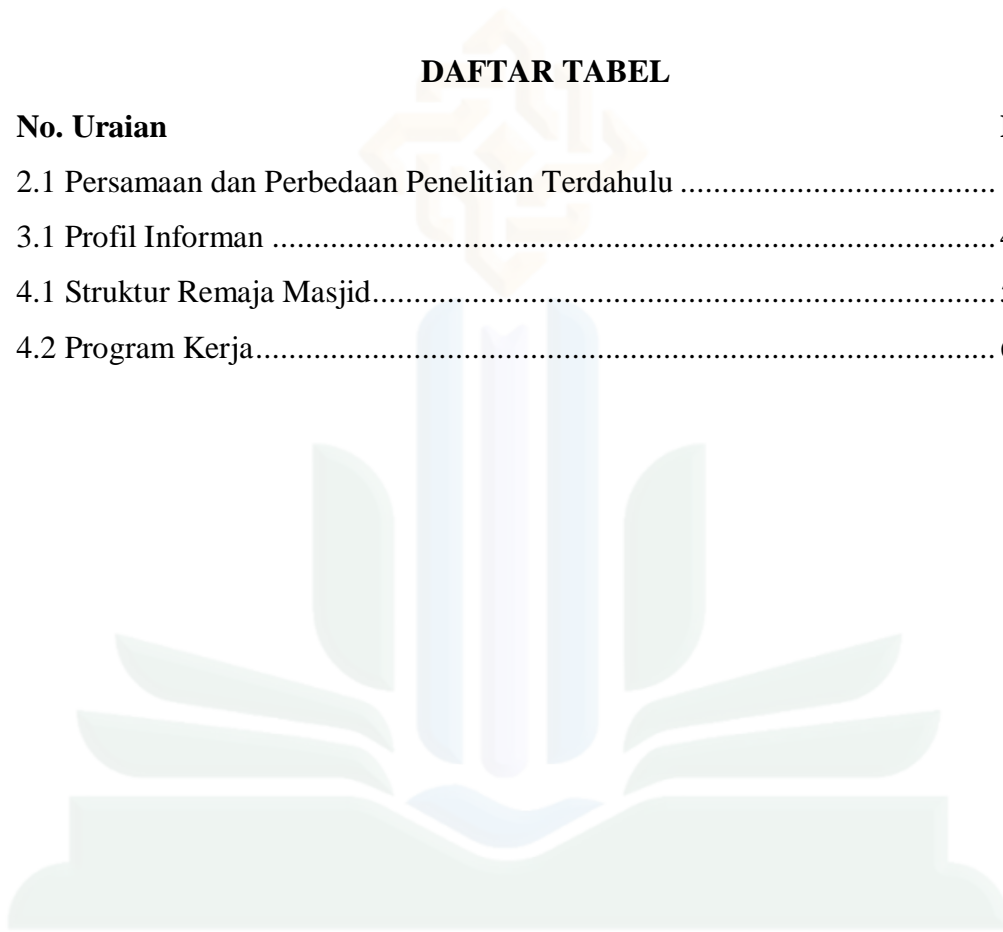 DAFTAR TABEL
No. Uraian
2.1 Persamaan dan Perbedaan Penelitian Terdahulu ......................................
3.1 Profil Informan .......................................................................................
4.1 Struktur Remaja Masjid...........................................................................
4.2 Program Kerja.........................................................................................